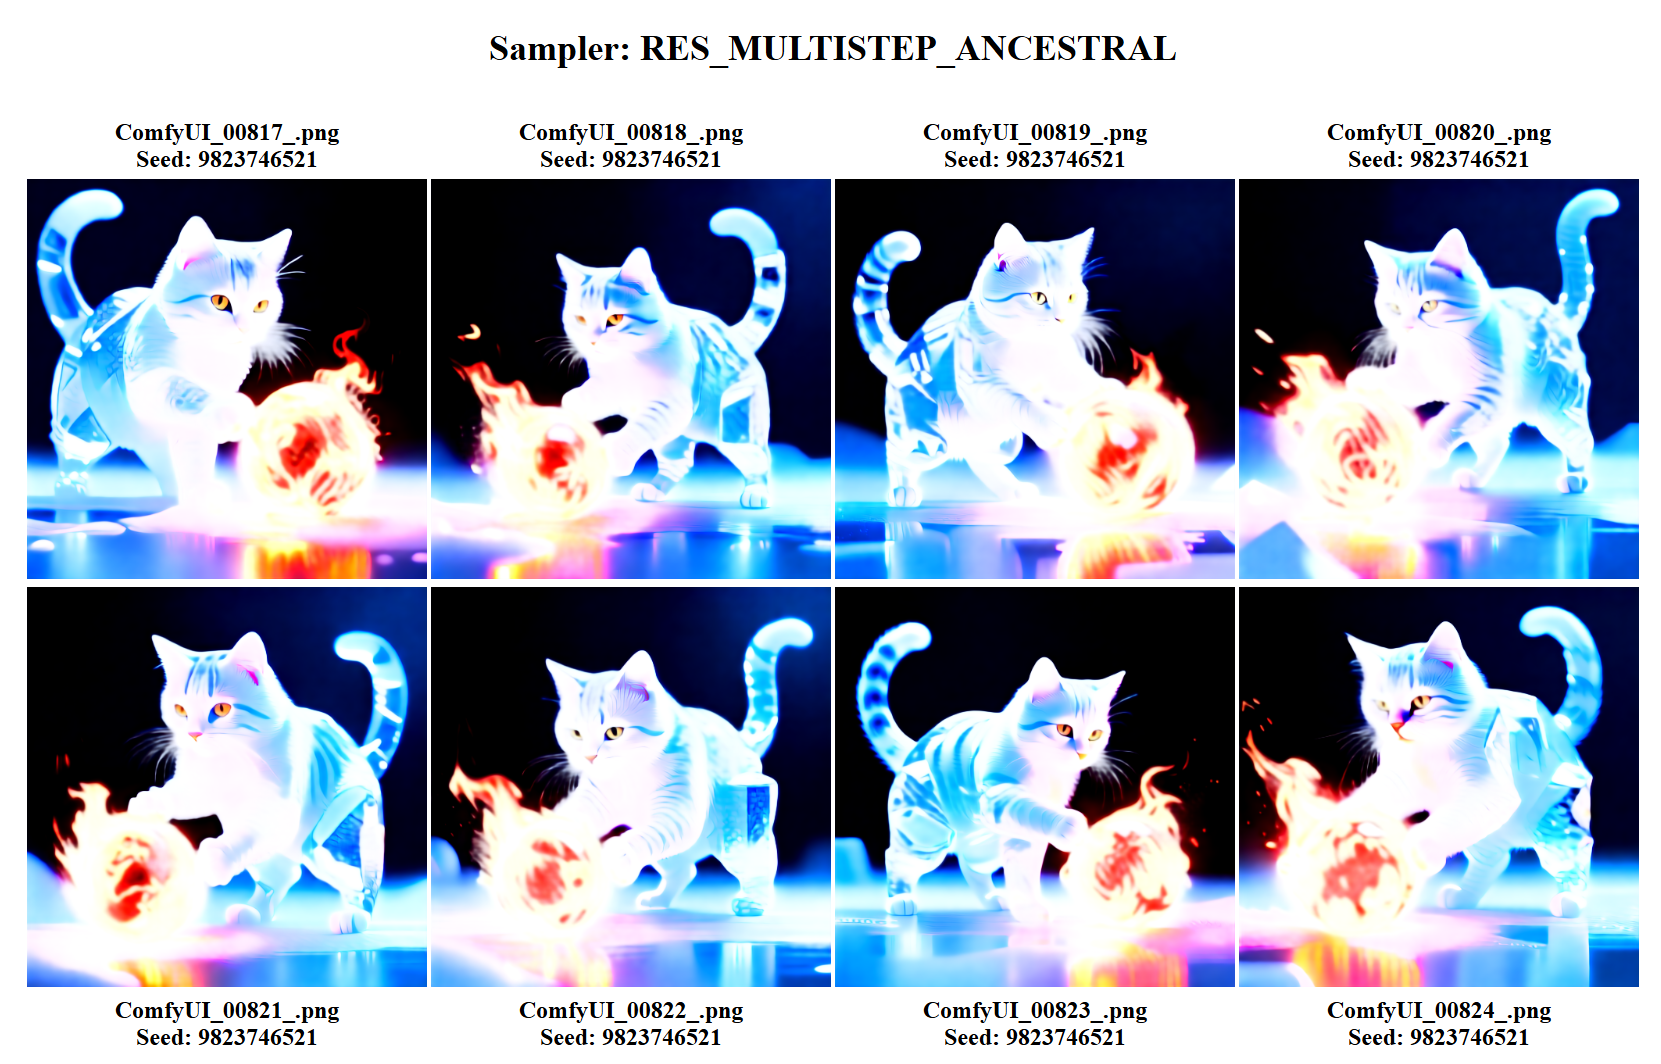 Sampler: RES_MULTISTEP_ANCESTRAL
ComfyUI_00817_.png
Seed: 9823746521
ComfyUI_00818_.png
Seed: 9823746521
ComfyUI_00819_.png
Seed: 9823746521
ComfyUI_00820_.png
Seed: 9823746521
ComfyUI_00821_.png
Seed: 9823746521
ComfyUI_00822_.png
Seed: 9823746521
ComfyUI_00823_.png
Seed: 9823746521
ComfyUI_00824_.png
Seed: 9823746521